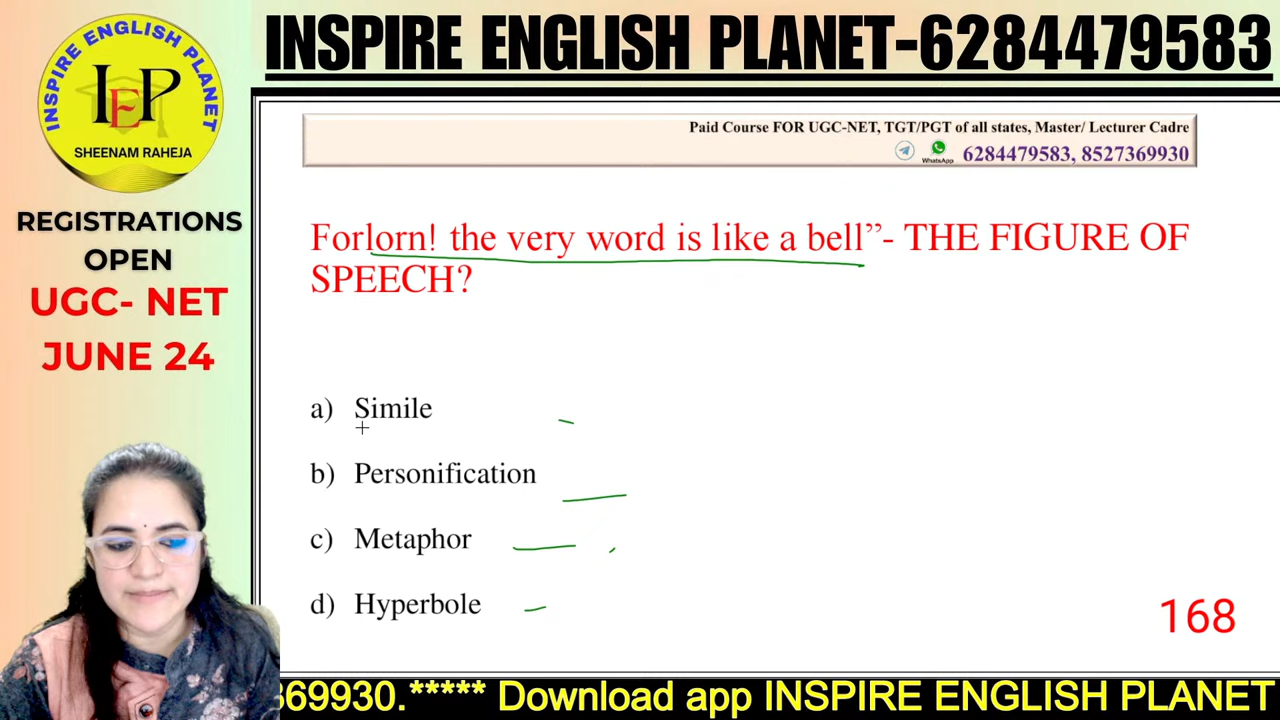 INSPIRE ENGLISH PLANET
IEP
SHEENAM RAHEJA
INSPIRE ENGLISH PLANET-6284479583
REGISTRATIONS
OPEN
UGC- NET
JUNE 24
Paid Course FOR UGC-NET, TGT/PGT of all states, Master/ Lecturer Cadre
WhatsApp 6284479583, 8527369930
Forlorn! the very word is like a bell”- THE FIGURE OF
SPEECH?
a) Simile
b) Personification
c) Metaphor
d) Hyperbole
168
369930. ***** Download app INSPIRE ENGLISH PLANET